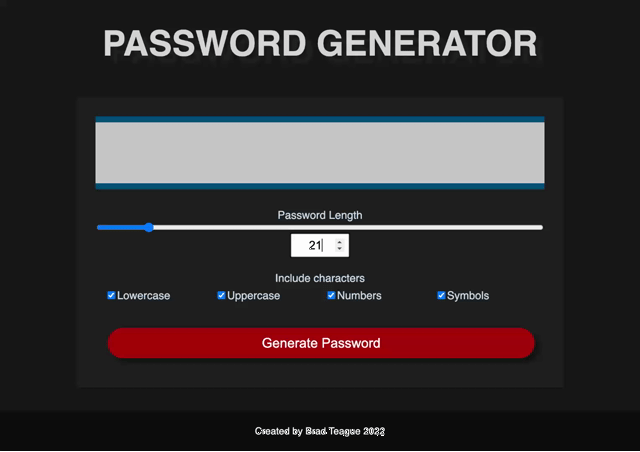 PASSWORD GENERATOR
Password Length
21
Include characters
Lowercase Uppercase Numbers Symbols
Generate Password
Created by Brad Teague 2022